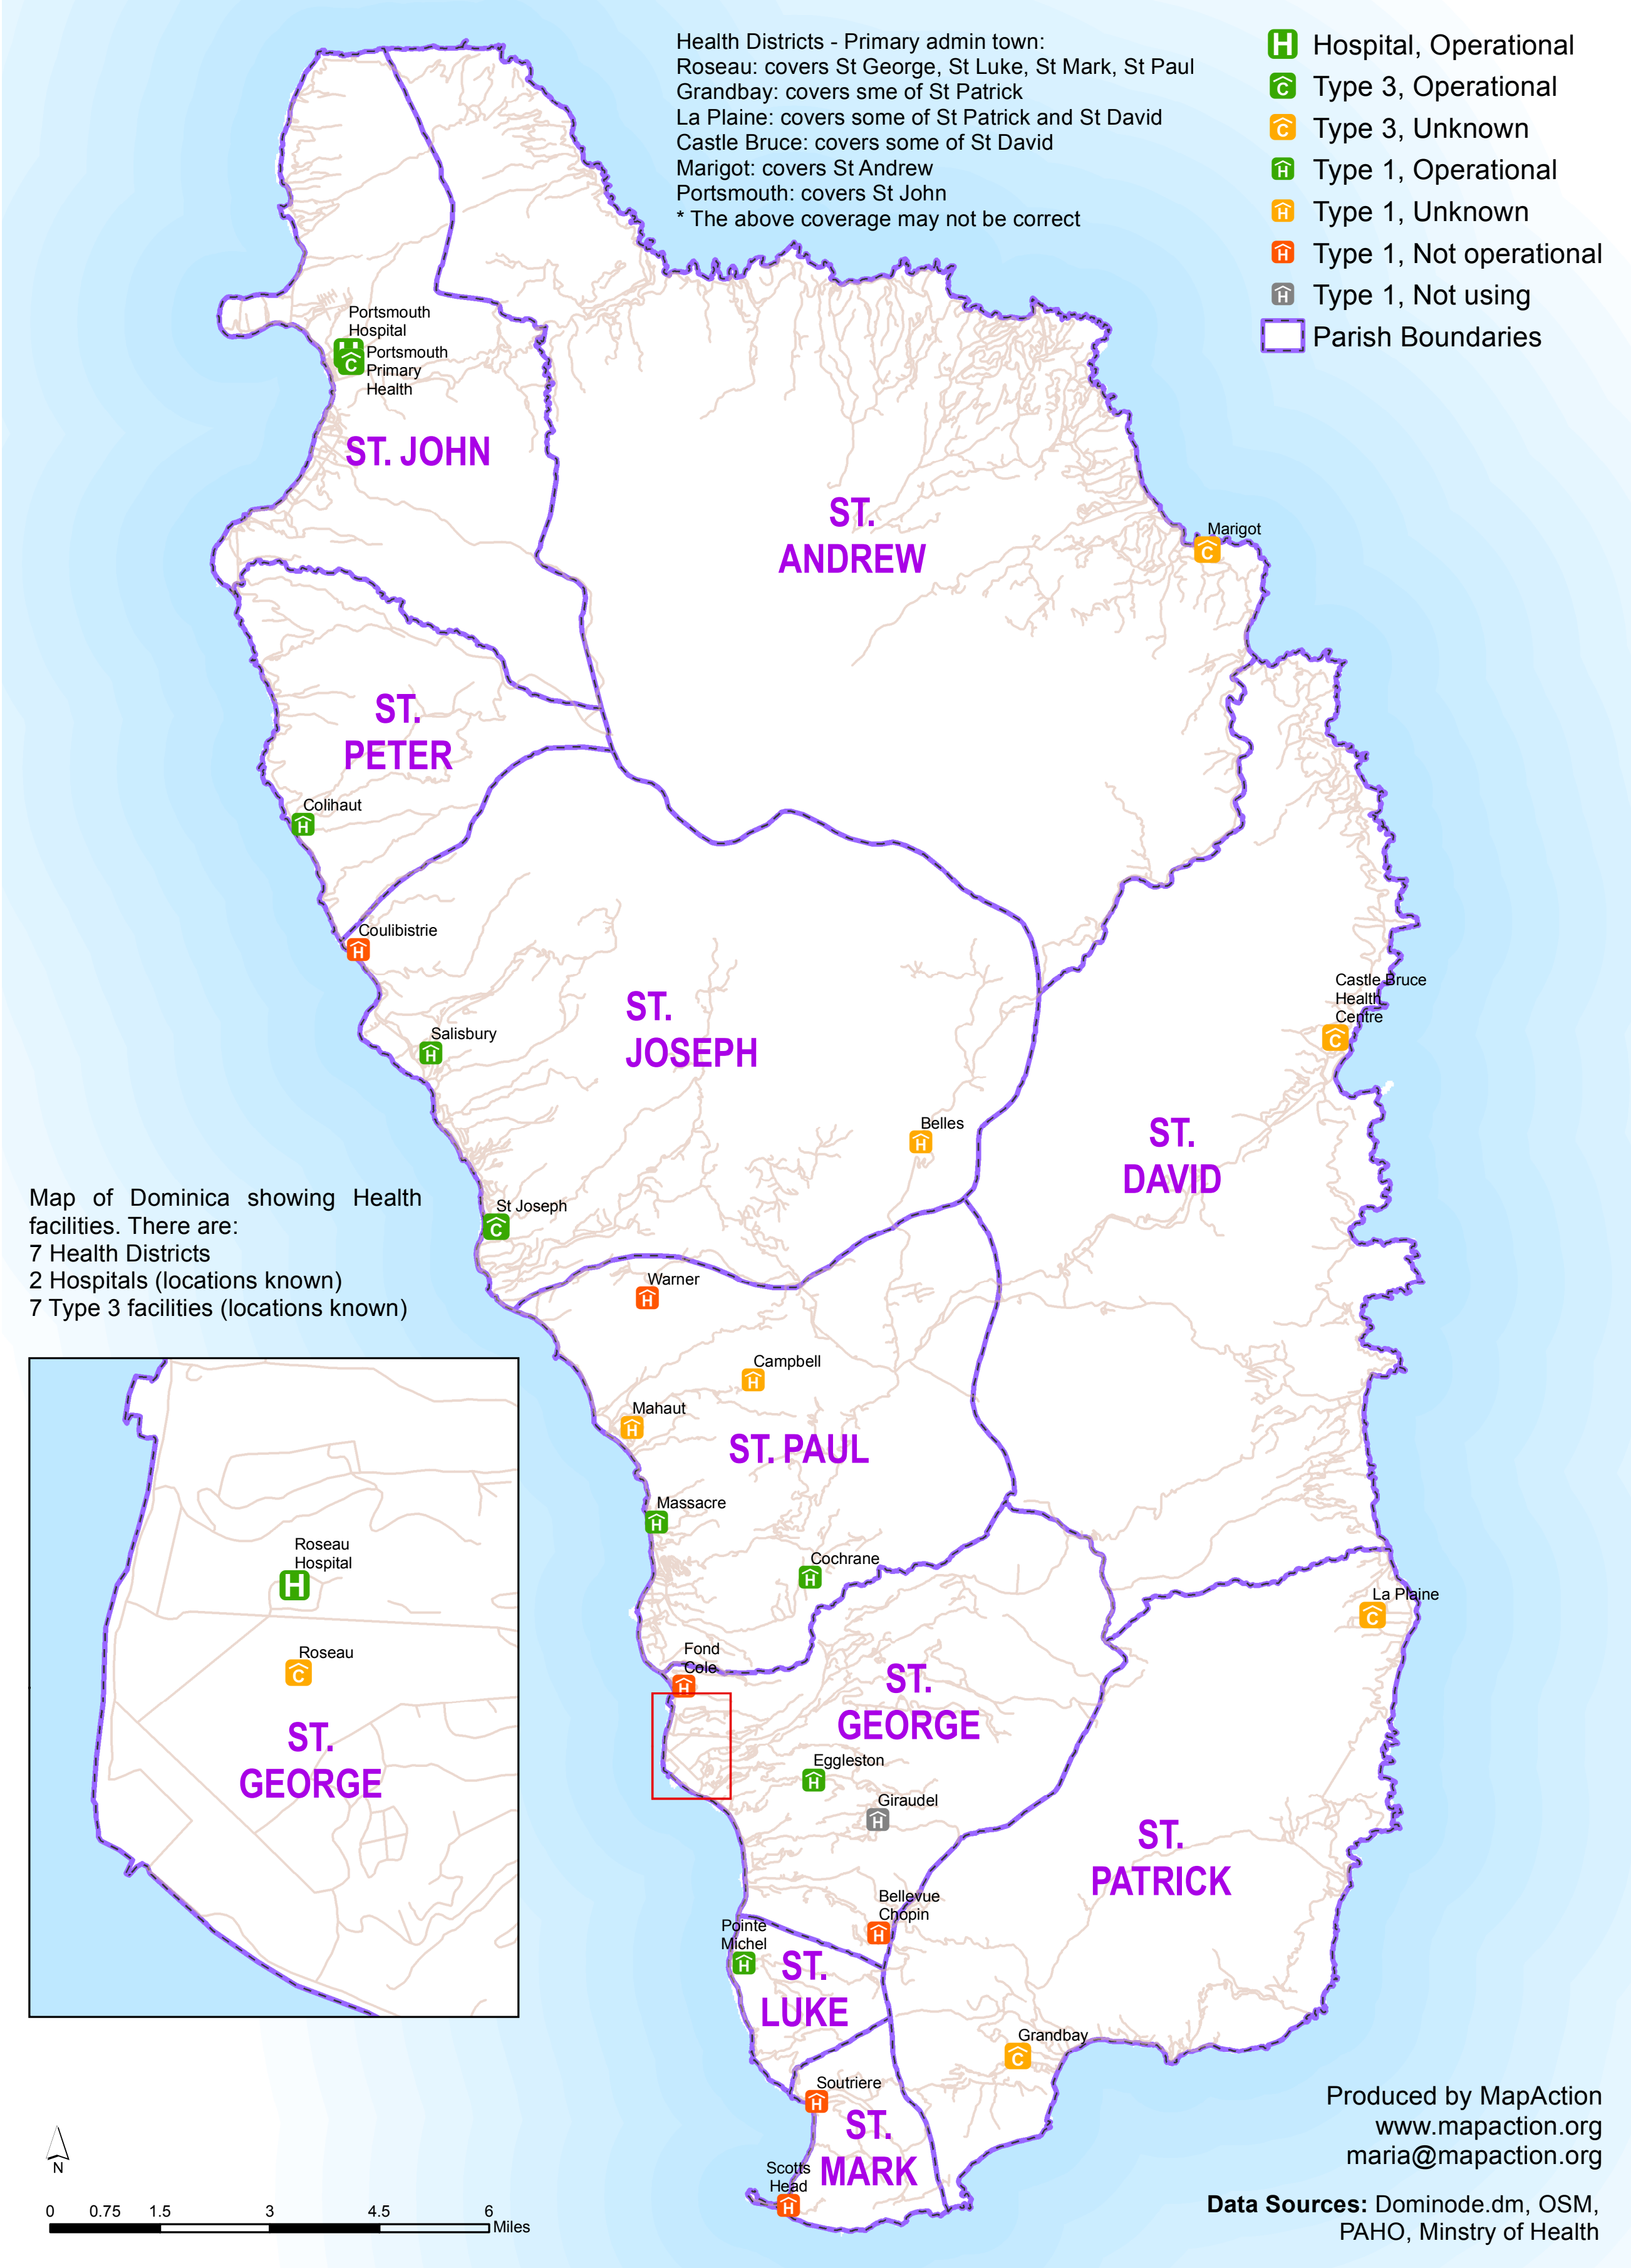 Health Districts - Primary admin town:
Roseau: covers St George, St Luke, St Mark, St Paul
Grandbay: covers sme of St Patrick
La Plaine: covers some of St Patrick and St David
Castle Bruce: covers some of St David
Marigot: covers St Andrew
Portsmouth: covers St John
* The above coverage may not be correct
H Hospital, Operational
C Type 3, Operational
C Type 3, Unknown
H Type 1, Operational
H Type 1, Unknown
H Type 1, Not operational
H Type 1, Not using
Parish Boundaries
Portsmouth
Hospital
C
Portsmouth
Primary
Health
ST. JOHN
ST.
ANDREW
Marigot
C
ST.
PETER
Colihaut
H
Coulibistrie
H
Salisbury
H
ST.
JOSEPH
Castle Bruce
Health
Centre
C
Belles
H
ST.
DAVID
St Joseph
C
Map of Dominica showing Health
facilities. There are:
7 Health Districts
2 Hospitals (locations known)
7 Type 3 facilities (locations known)
Warner
H
Campbell
H
Mahaut
H
ST. PAUL
Massacre
H
Cochrane
H
Roseau
Hospital
H
Roseau
C
ST.
GEORGE
La Plaine
C
Fond
Cole
H
ST.
GEORGE
Eggleston
H
Giraudel
H
ST.
PATRICK
Bellevue
Chopin
H
Pointe
Michel
H
ST.
LUKE
Grandbay
C
Soutriere
H
ST.
MARK
Scotts
Head
H
N
0 0.75 1.5 3 4.5 6
Miles
Produced by MapAction
www.mapaction.org
maria@mapaction.org
Data Sources: Dominode.dm, OSM,
PAHO, Minstry of Health